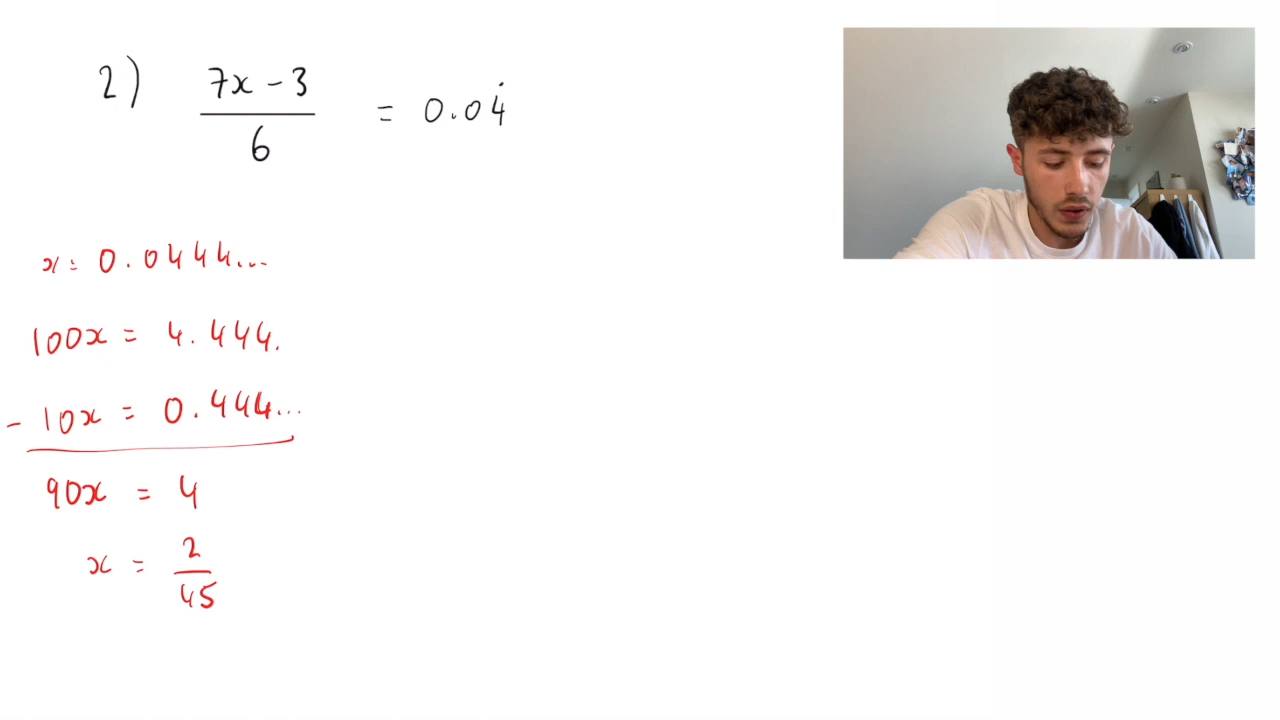 2) 7x - 3 = 0.04̇
6
x = 0.0444...
100x = 4.444.
- 10x = 0.444...
90x = 4
x = 2
45